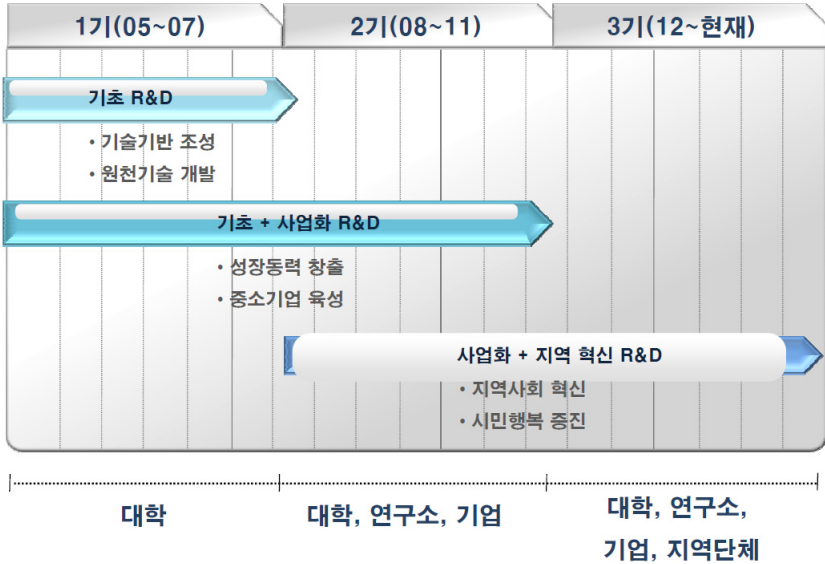 1기(05~07)
2기(08~11)
3기(12~현재)
기초 R&D
• 기술기반 조성
• 원천기술 개발
기초 + 사업화 R&D
• 성장동력 창출
• 중소기업 육성
사업화 + 지역 혁신 R&D
• 지역사회 혁신
• 시민행복 증진
대학
대학, 연구소, 기업
대학, 연구소,
기업, 지역단체